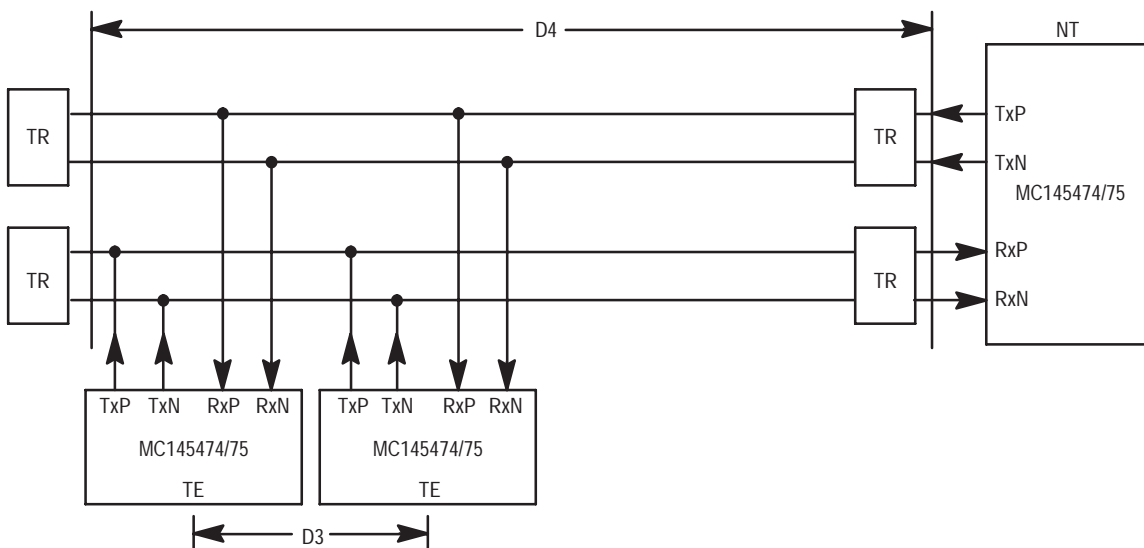 D4
NT
TR
TR
TxP
TxN
MC145474/75
TR
TR
RxP
RxN
TxP TxN RxP RxN
MC145474/75
TE
TxP TxN RxP RxN
MC145474/75
TE
D3